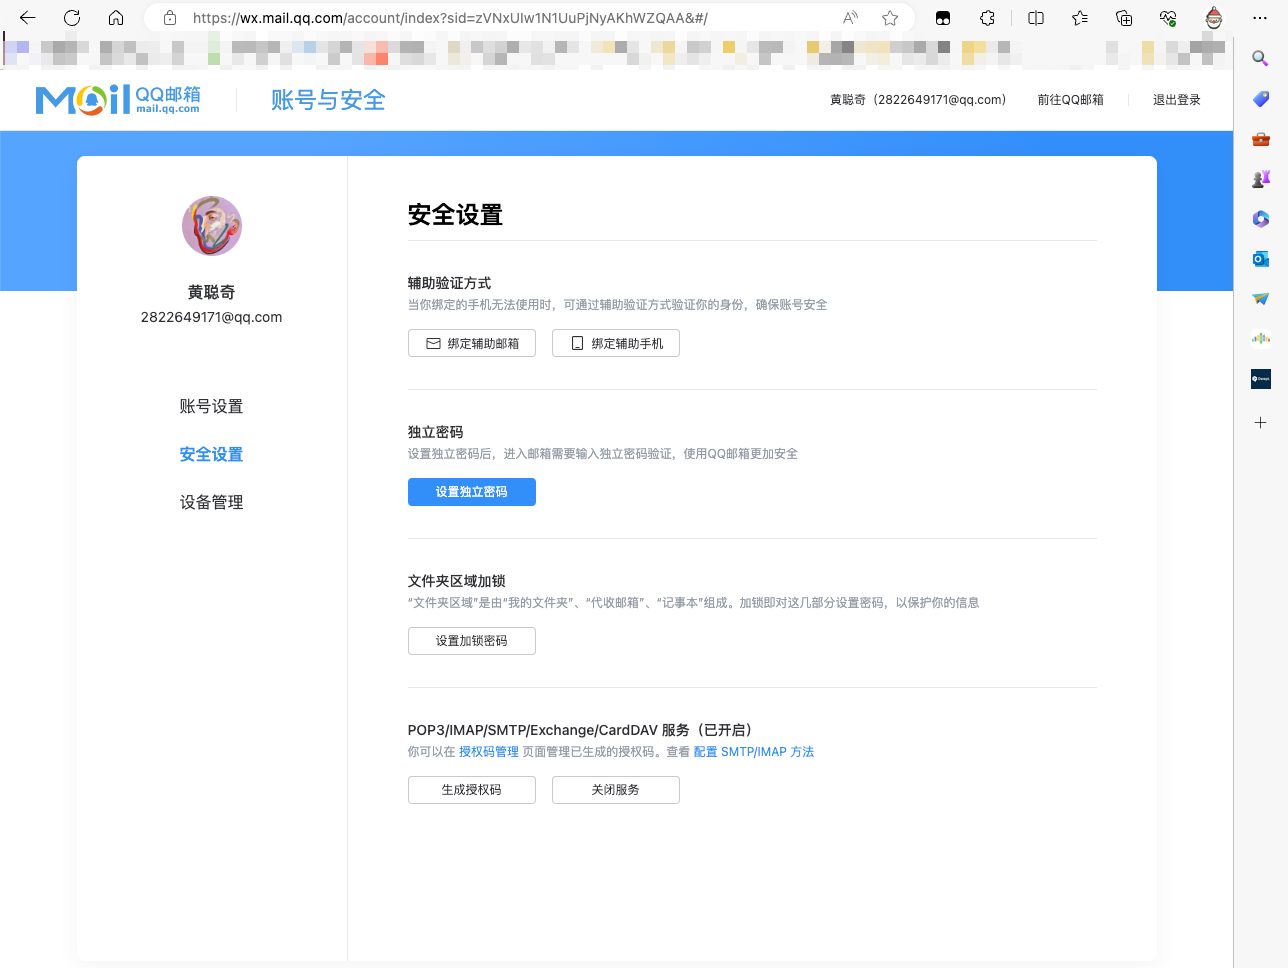 https://wx.mail.qq.com/account/index?sid=zVNxUIw1N1UuPjNyAKhWZQAA&#/
Mail QQ邮箱
mail.qq.com
账号与安全
黄聪奇（2822649171@qq.com）
前往QQ邮箱
退出登录
黄聪奇
2822649171@qq.com
账号设置
安全设置
设备管理
安全设置
辅助验证方式
当你绑定的手机无法使用时，可通过辅助验证方式验证你的身份，确保账号安全
绑定辅助邮箱
绑定辅助手机
独立密码
设置独立密码后，进入邮箱需要输入独立密码验证，使用QQ邮箱更加安全
设置独立密码
文件夹区域加锁
“文件夹区域”是由“我的文件夹”、“代收邮箱”、“记事本”组成。加锁即对这几部分设置密码，以保护你的信息
设置加锁密码
POP3/IMAP/SMTP/Exchange/CardDAV 服务（已开启）
你可以在 授权码管理 页面管理已生成的授权码。查看 配置 SMTP/IMAP 方法
生成授权码
关闭服务